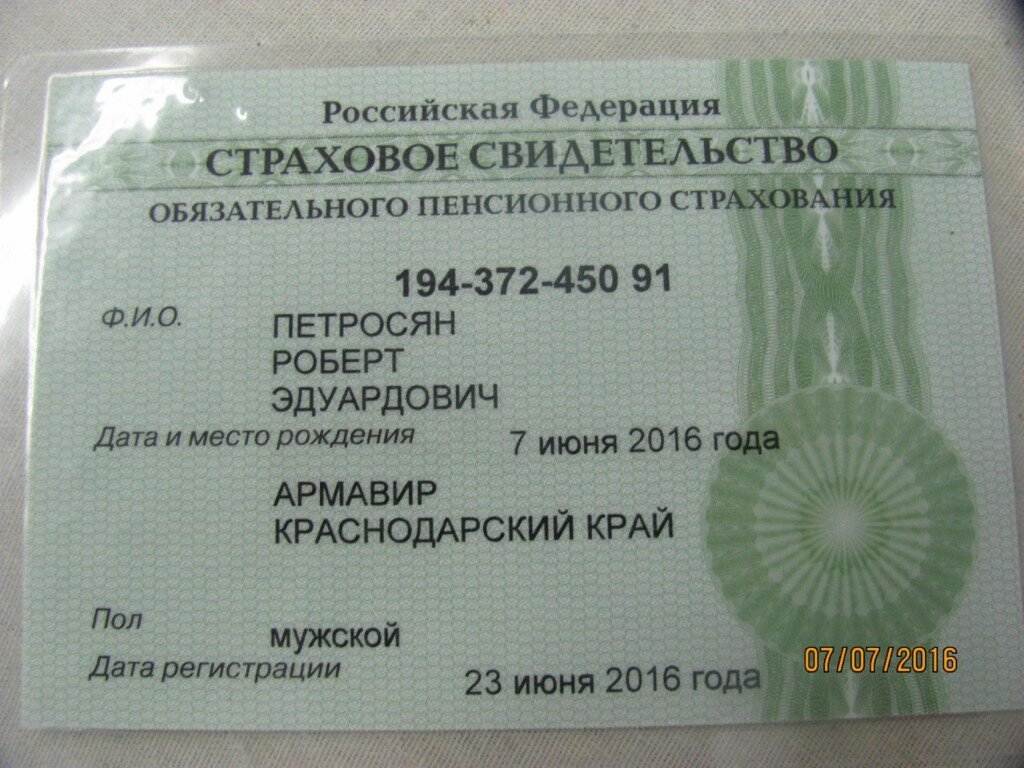 Российская Федерация
СТРАХОВОЕ СВИДЕТЕЛЬСТВО
ОБЯЗАТЕЛЬНОГО ПЕНСИОННОГО СТРАХОВАНИЯ
194-372-450 91
Ф.И.О.
ПЕТРОСЯН
РОБЕРТ
ЭДУАРДОВИЧ
Дата и место рождения 7 июня 2016 года
АРМАВИР
КРАСНОДАРСКИЙ КРАЙ
Пол мужской
Дата регистрации 23 июня 2016 года
07/07/2016